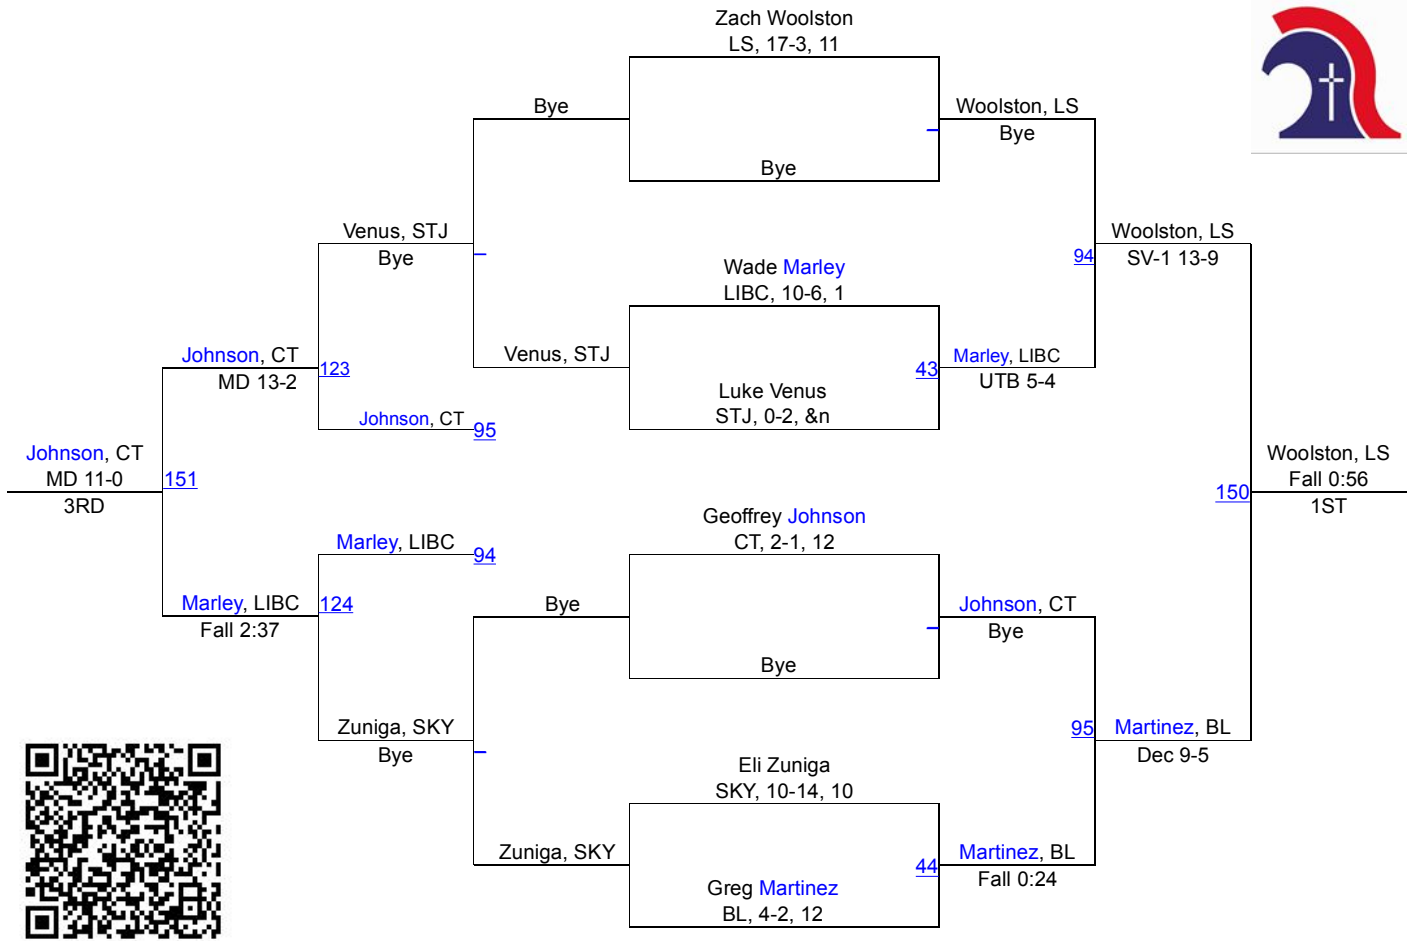 Zach Woolston
LS, 17-3, 11
Bye
Woolston, LS
Bye
Bye
Venus, STJ
Bye
Woolston, LS
94
SV-1 13-9
Wade Marley
LIBC, 10-6, 1
Venus, STJ
Johnson, CT
123
MD 13-2
43
Marley, LIBC
UTB 5-4
Luke Venus
STJ, 0-2, &n
Johnson, CT
95
Johnson, CT
MD 11-0
151
3RD
Woolston, LS
Fall 0:56
150
1ST
Geoffrey Johnson
CT, 2-1, 12
Marley, LIBC
94
Marley, LIBC
124
Fall 2:37
Bye
Johnson, CT
Bye
Bye
Zuniga, SKY
Bye
95
Martinez, BL
Dec 9-5
Eli Zuniga
SKY, 10-14, 10
Zuniga, SKY
44
Martinez, BL
Fall 0:24
Greg Martinez
BL, 4-2, 12